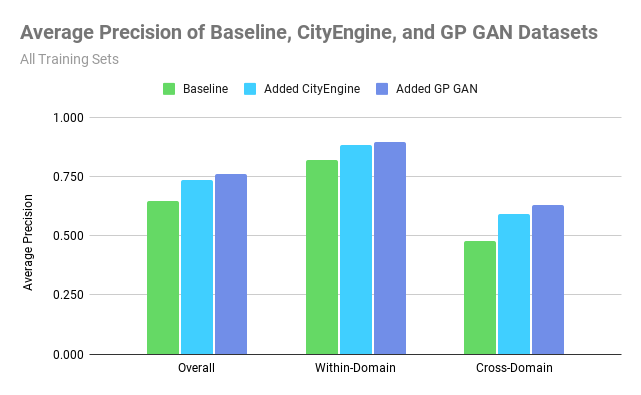 Average Precision of Baseline, CityEngine, and GP GAN Datasets
All Training Sets
Baseline Added CityEngine Added GP GAN
1.000
0.750
0.500
0.250
0.000
Average Precision
Overall Within-Domain Cross-Domain